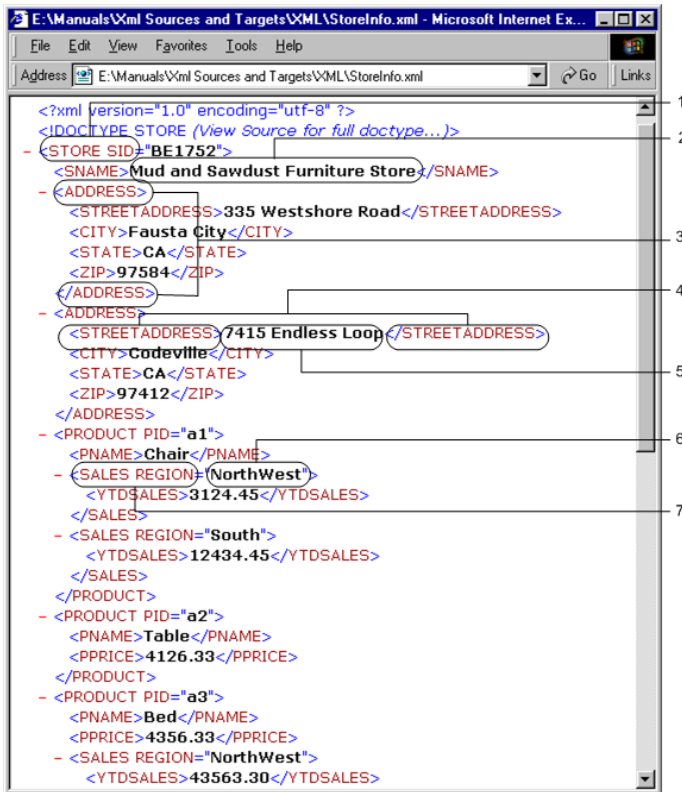 E:\Manuals\Xml Sources and Targets\XML\StoreInfo.xml - Microsoft Internet Ex...
File Edit View Favorites Tools Help
Address E:\Manuals\Xml Sources and Targets\XML\StoreInfo.xml Go Links
<?xml version="1.0" encoding="utf-8" ?> 1
<!DOCTYPE STORE (View Source for full doctype...)> 2
- <STORE SID="BE1752">
<SNAME>Mud and Sawdust Furniture Store</SNAME>
- <ADDRESS>
<STREETADDRESS>335 Westshore Road</STREETADDRESS>
<CITY>Fausta City</CITY> 3
<STATE>CA</STATE>
<ZIP>97584</ZIP>
</ADDRESS> 4
- <ADDRESS>
<STREETADDRESS>7415 Endless Loop</STREETADDRESS>
<CITY>Codeville</CITY>
<STATE>CA</STATE> 5
<ZIP>97412</ZIP>
</ADDRESS>
- <PRODUCT PID="a1"> 6
<PNAME>Chair</PNAME>
- <SALES REGION="NorthWest">
<YTDSALES>3124.45</YTDSALES>
</SALES> 7
- <SALES REGION="South">
<YTDSALES>12434.45</YTDSALES>
</SALES>
</PRODUCT>
- <PRODUCT PID="a2">
<PNAME>Table</PNAME>
<PPRICE>4126.33</PPRICE>
</PRODUCT>
- <PRODUCT PID="a3">
<PNAME>Bed</PNAME>
<PPRICE>4356.33</PPRICE>
- <SALES REGION="NorthWest">
<YTDSALES>43563.30</YTDSALES>